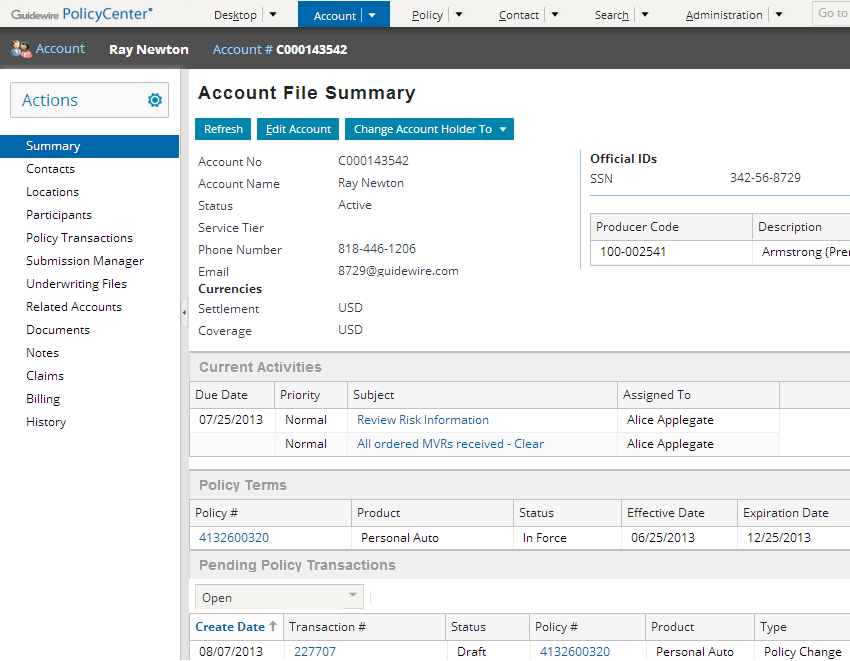 Guidewire PolicyCenter® Desktop Account Policy Contact Search Administration Go to
Account Ray Newton Account # C000143542
Actions
Summary
Contacts
Locations
Participants
Policy Transactions
Submission Manager
Underwriting Files
Related Accounts
Documents
Notes
Claims
Billing
History
Account File Summary
Refresh Edit Account Change Account Holder To
Account No C000143542
Account Name Ray Newton
Status Active
Service Tier
Phone Number 818-446-1206
Email 8729@guidewire.com
Currencies
Settlement USD
Coverage USD
Official IDs
SSN 342-56-8729
Producer Code Description
100-002541 Armstrong (Pre
Current Activities
Due Date Priority Subject Assigned To
07/25/2013 Normal Review Risk Information Alice Applegate
Normal All ordered MVRs received - Clear Alice Applegate
Policy Terms
Policy # Product Status Effective Date Expiration Date
4132600320 Personal Auto In Force 06/25/2013 12/25/2013
Pending Policy Transactions
Open
Create Date Transaction # Status Policy # Product Type
08/07/2013 227707 Draft 4132600320 Personal Auto Policy Change